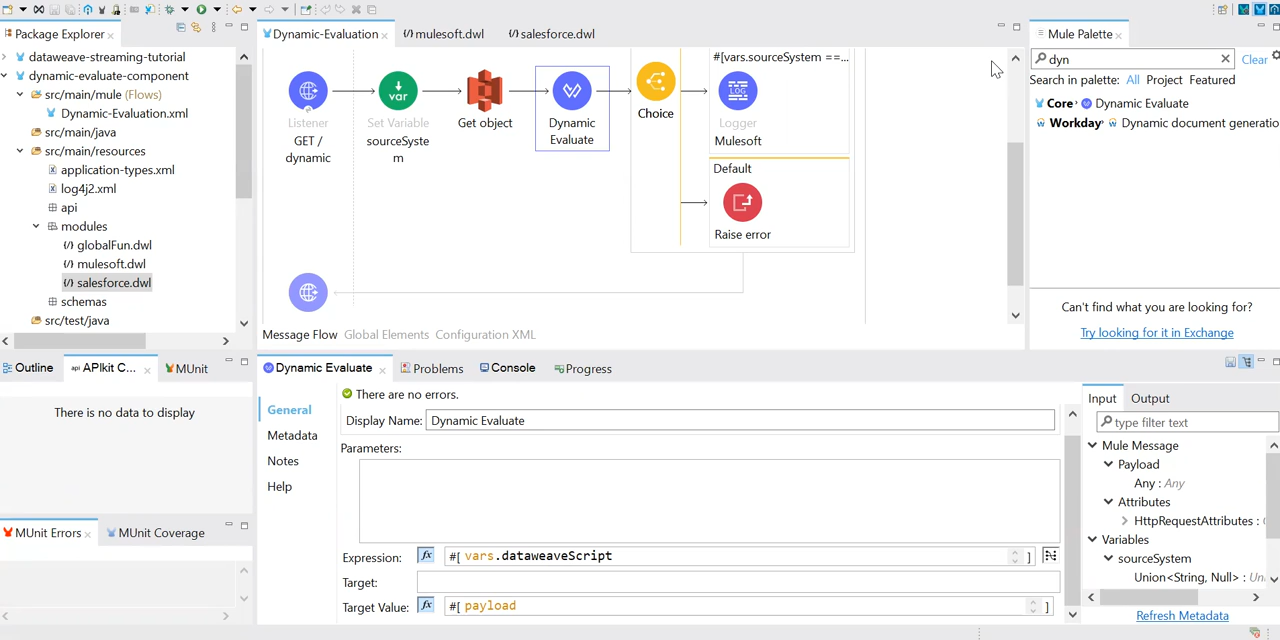 Package Explorer
dataweave-streaming-tutorial
dynamic-evaluate-component
src/main/mule (Flows)
Dynamic-Evaluation.xml
src/main/java
src/main/resources
application-types.xml
log4j2.xml
api
modules
globalFun.dwl
mulesoft.dwl
salesforce.dwl
schemas
src/test/java
Dynamic-Evaluation
mulesoft.dwl
salesforce.dwl
Listener
GET /
dynamic
var
Set Variable
sourceSyste
m
Get object
Dynamic
Evaluate
Choice
#[vars.sourceSystem ==...
LOG
Logger
Mulesoft
Default
Raise error
Message Flow
Global Elements
Configuration XML
Mule Palette
dyn
Clear
Search in palette: All Project Featured
Core Dynamic Evaluate
Workday Dynamic document generatio
Can't find what you are looking for?
Try looking for it in Exchange
Outline
api APIkit C...
MUnit
There is no data to display
MUnit Errors
MUnit Coverage
Dynamic Evaluate
Problems
Console
Progress
There are no errors.
General
Metadata
Notes
Help
Display Name: Dynamic Evaluate
Parameters:
Expression: fx #[ vars.dataweaveScript ]
Target:
Target Value: fx #[ payload ]
Input
Output
type filter text
Mule Message
Payload
Any : Any
Attributes
HttpRequestAttributes :
Variables
sourceSystem
Union<String, Null> :
Refresh Metadata